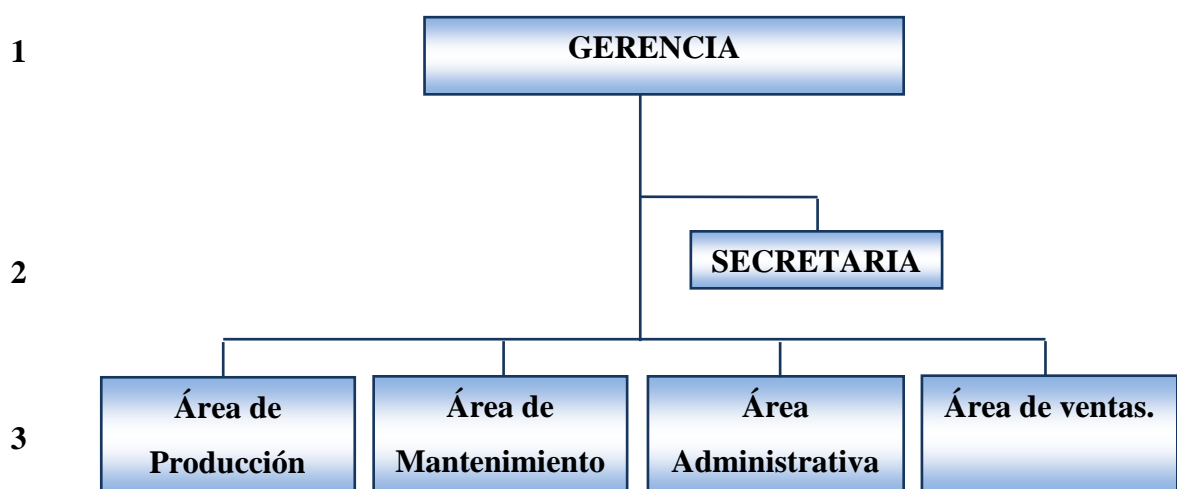 1
GERENCIA
2
SECRETARIA
3
Área de
Producción
Área de
Mantenimiento
Área
Administrativa
Área de ventas.